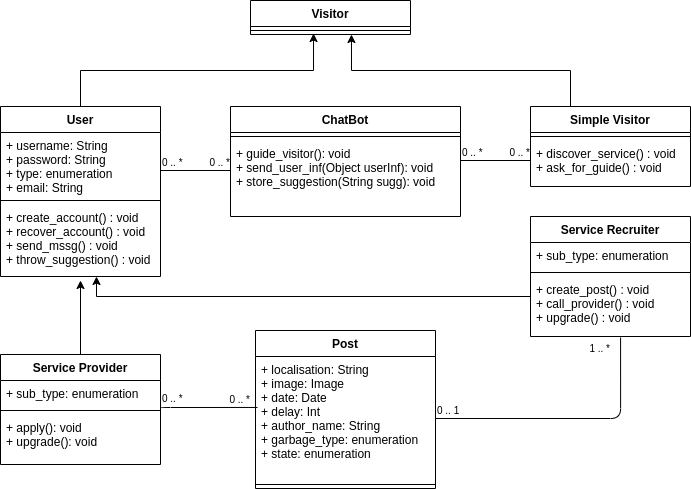 Visitor
User
+ username: String
+ password: String
+ type: enumeration
+ email: String
+ create_account() : void
+ recover_account() : void
+ send_mssg() : void
+ throw_suggestion() : void
0 .. *
0 .. *
ChatBot
+ guide_visitor(): void
+ send_user_inf(Object userInf): void
+ store_suggestion(String sugg): void
0 .. *
0 .. *
Simple Visitor
+ discover_service() : void
+ ask_for_guide() : void
Service Recruiter
+ sub_type: enumeration
+ create_post() : void
+ call_provider() : void
+ upgrade() : void
1 .. *
Service Provider
+ sub_type: enumeration
+ apply(): void
+ upgrade(): void
0 .. *
0 .. *
Post
+ localisation: String
+ image: Image
+ date: Date
+ delay: Int
+ author_name: String
+ garbage_type: enumeration
+ state: enumeration
0 .. 1